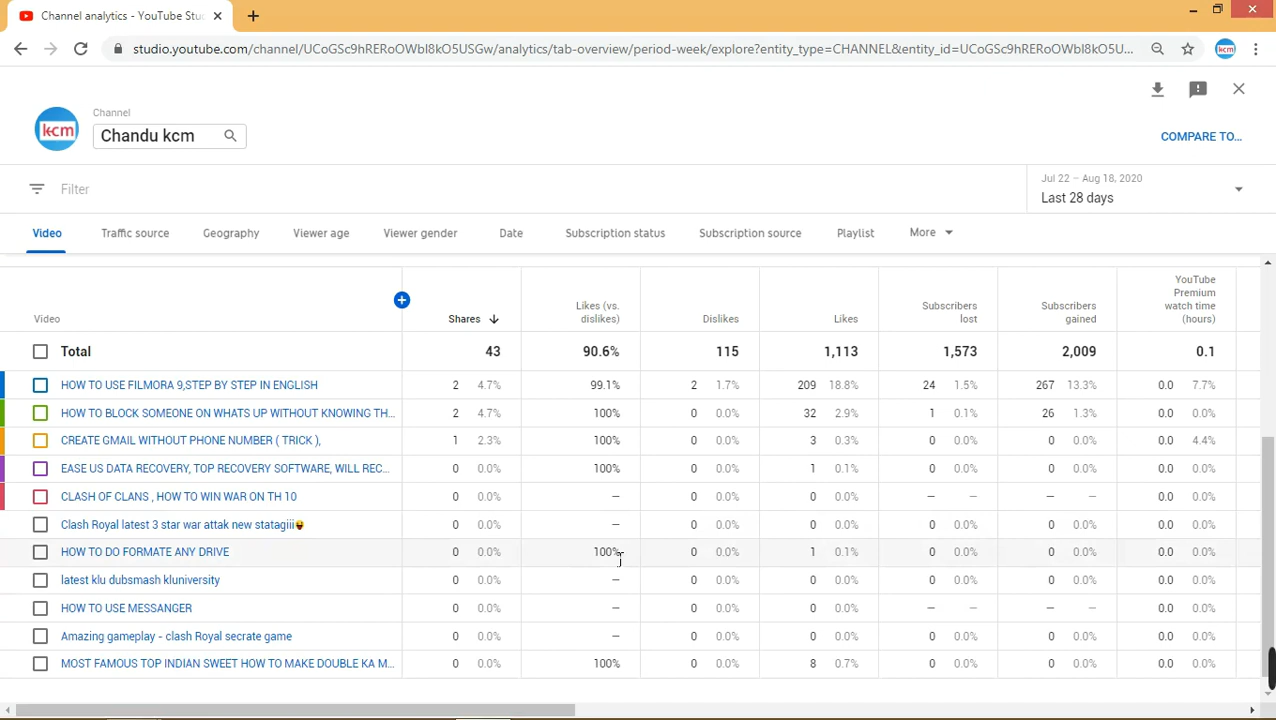 Channel analytics - YouTube Stu
studio.youtube.com/channel/UCoGSc9hRERoOWbl8kO5USGw/analytics/tab-overview/period-week/explore?entity_type=CHANNEL&entity_id=UCoGSc9hRERoOWbl8kO5U...
kcm
Channel
kcm
Chandu kcm
COMPARE TO...
Filter
Jul 22 – Aug 18, 2020
Last 28 days
Video Traffic source Geography Viewer age Viewer gender Date Subscription status Subscription source Playlist More
Video
Shares
Likes (vs.
dislikes)
Dislikes
Likes
Subscribers
lost
Subscribers
gained
YouTube
Premium
watch time
(hours)
Total 43 90.6% 115 1,113 1,573 2,009 0.1
HOW TO USE FILMORA 9,STEP BY STEP IN ENGLISH 2 4.7% 99.1% 2 1.7% 209 18.8% 24 1.5% 267 13.3% 0.0 7.7%
HOW TO BLOCK SOMEONE ON WHATS UP WITHOUT KNOWING TH... 2 4.7% 100% 0 0.0% 32 2.9% 1 0.1% 26 1.3% 0.0 0.0%
CREATE GMAIL WITHOUT PHONE NUMBER ( TRICK ), 1 2.3% 100% 0 0.0% 3 0.3% 0 0.0% 0 0.0% 0.0 4.4%
EASE US DATA RECOVERY, TOP RECOVERY SOFTWARE, WILL REC... 0 0.0% 100% 0 0.0% 1 0.1% 0 0.0% 0 0.0% 0.0 0.0%
CLASH OF CLANS , HOW TO WIN WAR ON TH 10 0 0.0% – 0 0.0% 0 0.0% – – – – 0.0 0.0%
Clash Royal latest 3 star war attak new statagiii😜 0 0.0% – 0 0.0% 0 0.0% 0 0.0% 0 0.0% 0.0 0.0%
HOW TO DO FORMATE ANY DRIVE 0 0.0% 100% 0 0.0% 1 0.1% 0 0.0% 0 0.0% 0.0 0.0%
latest klu dubsmash kluniversity 0 0.0% – 0 0.0% 0 0.0% 0 0.0% 0 0.0% 0.0 0.0%
HOW TO USE MESSANGER 0 0.0% – 0 0.0% 0 0.0% – – – – 0.0 0.0%
Amazing gameplay - clash Royal secrate game 0 0.0% – 0 0.0% 0 0.0% 0 0.0% 0 0.0% 0.0 0.0%
MOST FAMOUS TOP INDIAN SWEET HOW TO MAKE DOUBLE KA M... 0 0.0% 100% 0 0.0% 8 0.7% 0 0.0% 0 0.0% 0.0 0.0%